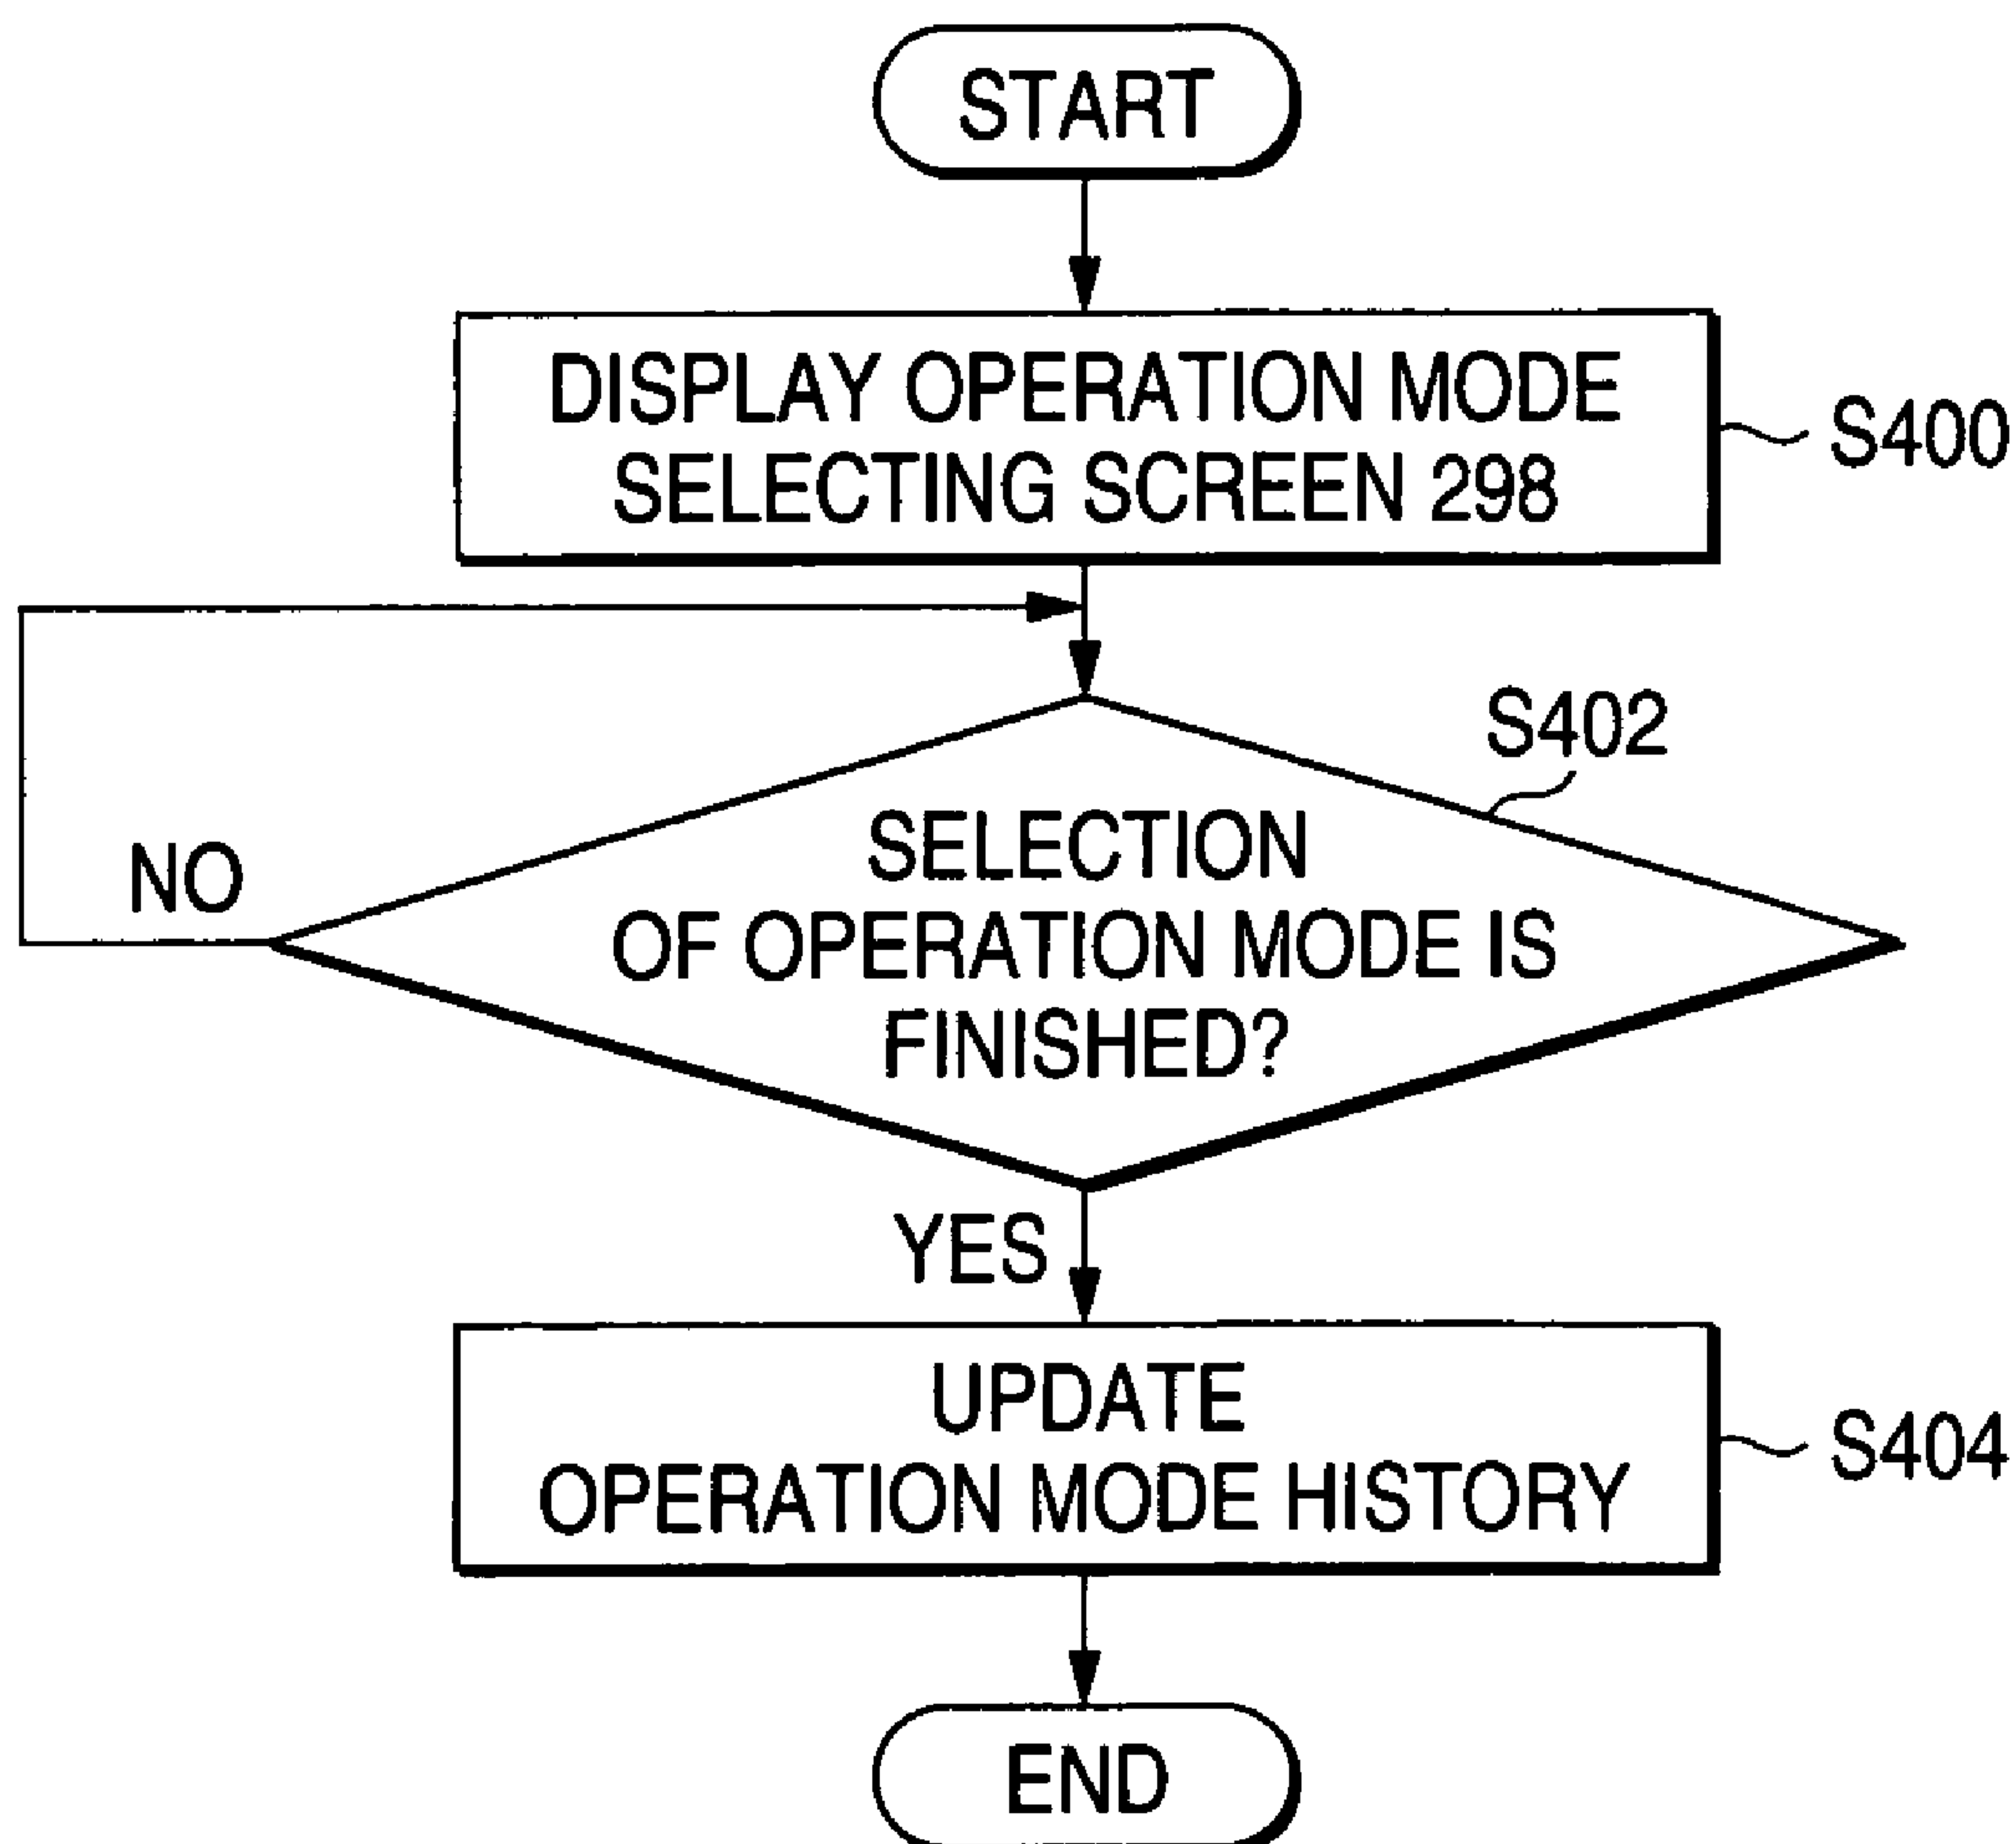 START
DISPLAY OPERATION MODE
SELECTING SCREEN 298
S400
S402
SELECTION
OF OPERATION MODE IS
FINISHED?
NO
YES
UPDATE
OPERATION MODE HISTORY
S404
END